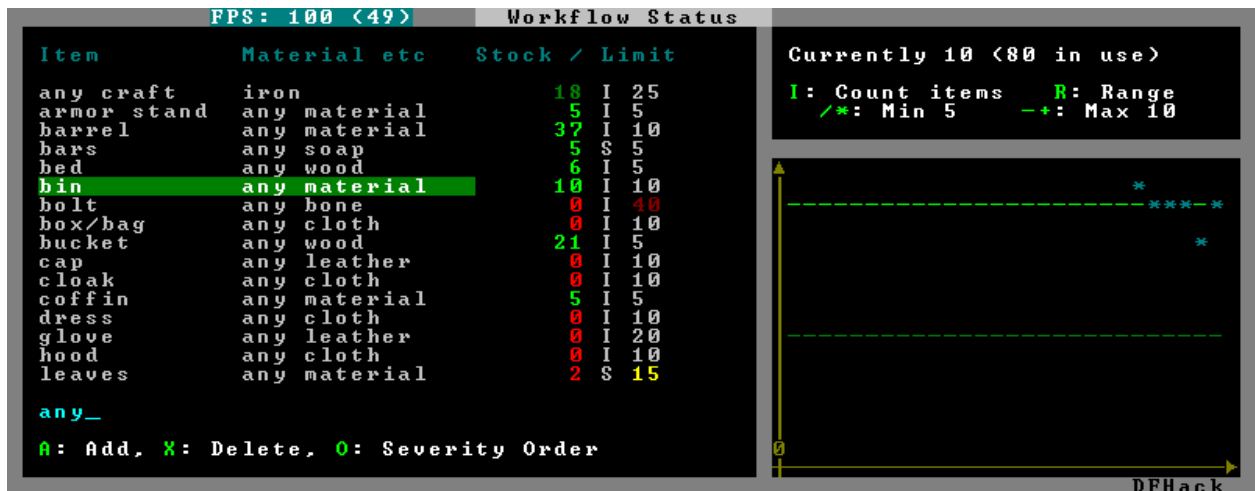 FPS: 100 (49) Workflow Status
Item Material etc Stock / Limit
any craft iron 18 I 25
armor stand any material 5 I 5
barrel any material 37 I 10
bars any soap 5 S 5
bed any wood 6 I 5
bin any material 10 I 10
bolt any bone 0 I 40
box/bag any cloth 0 I 10
bucket any wood 21 I 5
cap any leather 0 I 10
cloak any cloth 0 I 10
coffin any material 5 I 5
dress any cloth 0 I 10
glove any leather 0 I 20
hood any cloth 0 I 10
leaves any material 2 S 15
any_
A: Add, X: Delete, O: Severity Order
Currently 10 (80 in use)
I: Count items R: Range
/*: Min 5 -+: Max 10
0
DFHack